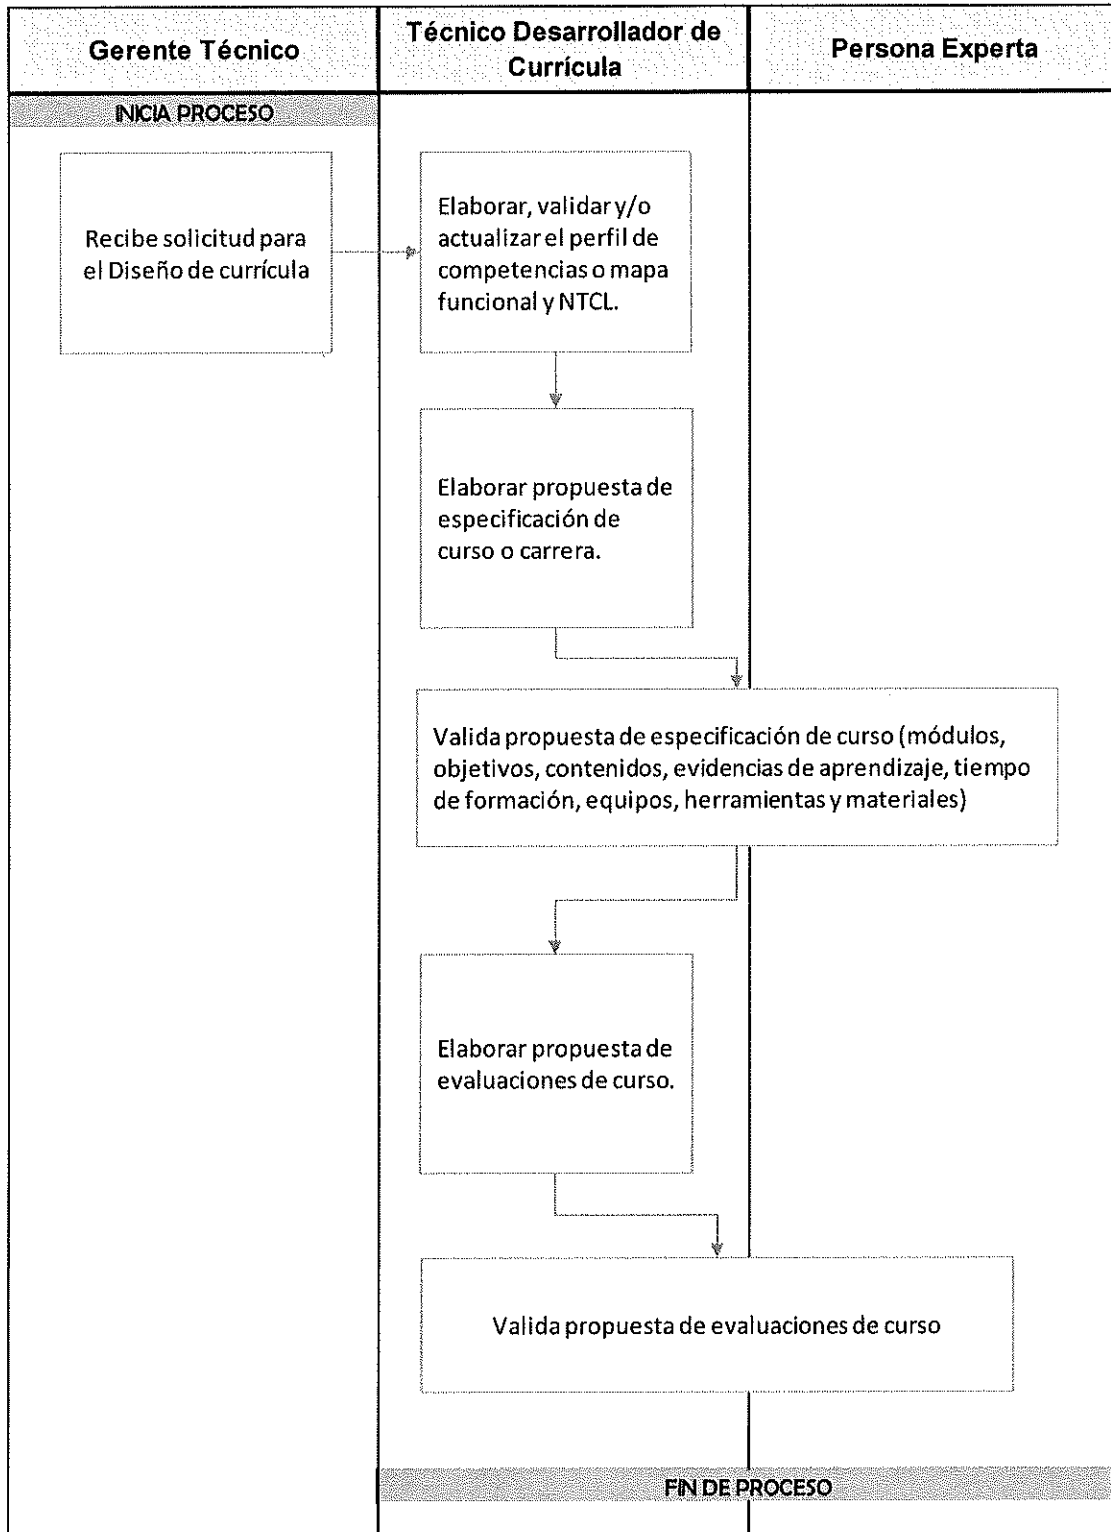 Gerente Técnico
Técnico Desarrollador de
Currícula
Persona Experta
INICIA PROCESO
Recibe solicitud para
el Diseño de currícula
Elaborar, validar y/o
actualizar el perfil de
competencias o mapa
funcional y NTCL.
Elaborar propuesta de
especificación de
curso o carrera.
Valida propuesta de especificación de curso (módulos,
objetivos, contenidos, evidencias de aprendizaje, tiempo
de formación, equipos, herramientas y materiales)
Elaborar propuesta de
evaluaciones de curso.
Valida propuesta de evaluaciones de curso
FIN DE PROCESO